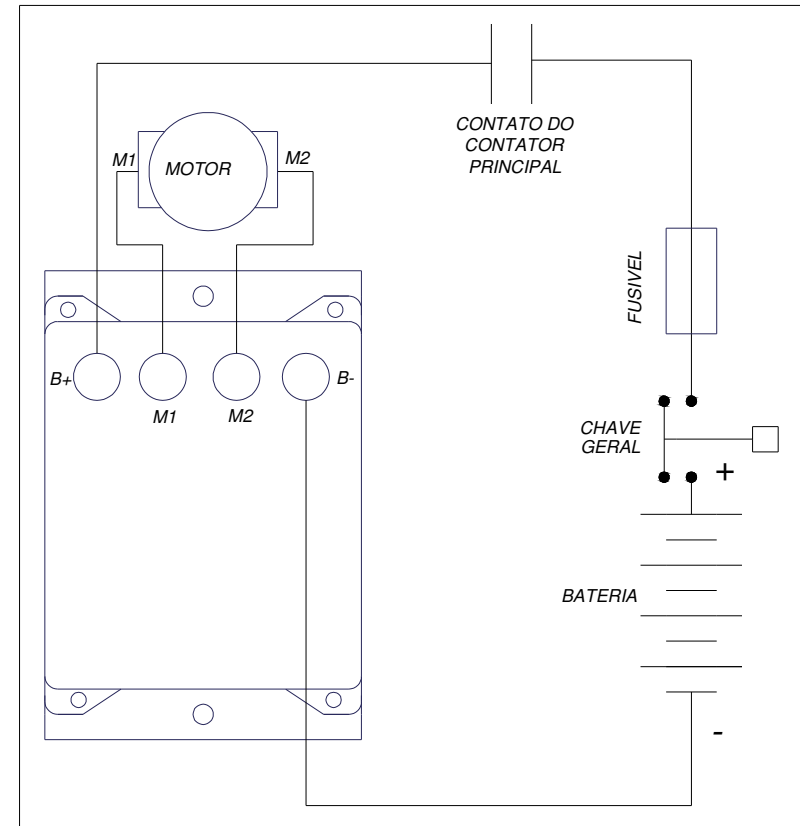 CONTATO DO
CONTATOR
PRINCIPAL
M1
MOTOR
M2
FUSIVEL
B+
B-
M1
M2
CHAVE
GERAL
+
BATERIA
-